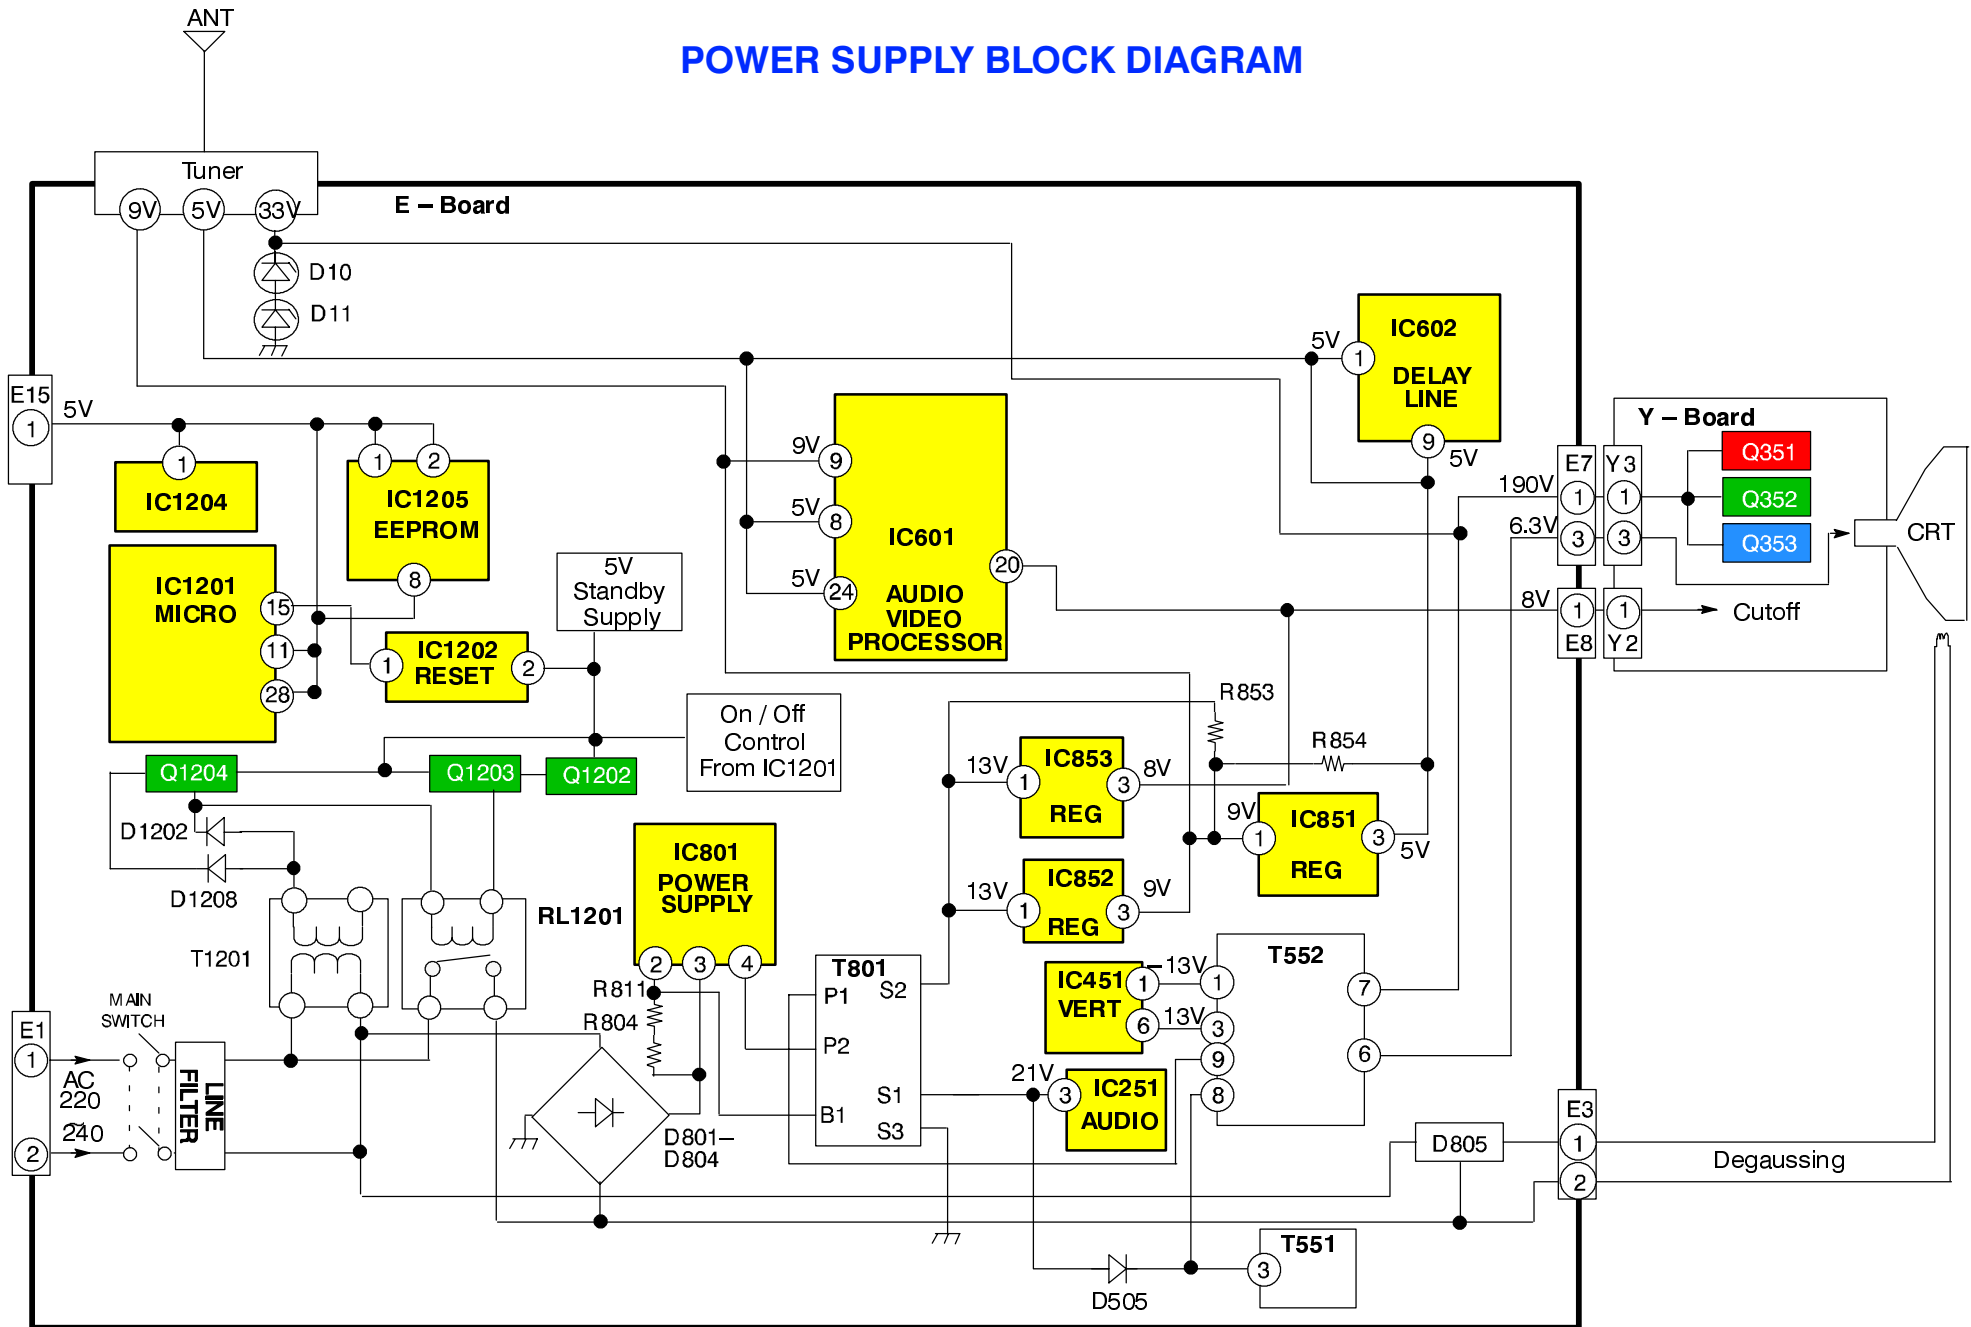 ANT
POWER SUPPLY BLOCK DIAGRAM
Tuner
9V 5V 33V
E – Board
D10
D11
IC602
5V 1
DELAY
LINE
9
5V
E15
1
5V
1
IC1204
1 2
IC1205
EEPROM
8
IC1201
MICRO
15
11
28
IC1202
RESET
1 2
5V
Standby
Supply
9V 9
5V 8
5V 24
IC601
20
AUDIO
VIDEO
PROCESSOR
Y – Board
E7 Y3
190V 1 1
6.3V 3 3
8V 1 1
E8 Y2
Q351
Q352
Q353
CRT
Cutoff
On / Off
Control
From IC1201
Q1204
Q1203
Q1202
D1202
D1208
T1201
RL1201
R853
R854
13V 1
IC853
REG
3 8V
9V 1
IC851
REG
3 5V
13V 1
IC852
REG
3 9V
IC801
POWER
SUPPLY
2 3 4
R811
R804
T801
P1
P2
B1
S2
S1
S3
IC451
VERT
1 –13V 1
6 13V 3
9
8
T552
7
6
21V 3
IC251
AUDIO
MAIN
SWITCH
E1
1
2
AC
220
~
240
LINE
FILTER
D801–
D804
D805
E3
1
2
Degaussing
D505
T551
3